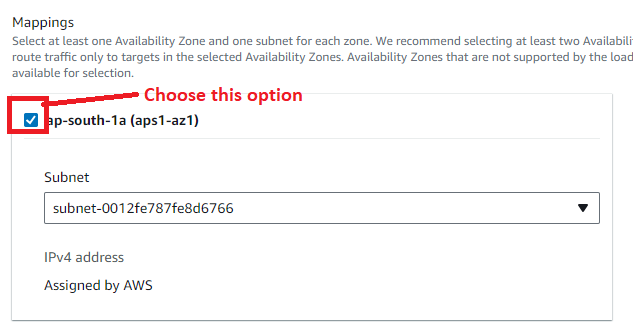 Mappings
Select at least one Availability Zone and one subnet for each zone. We recommend selecting at least two Availabili
route traffic only to targets in the selected Availability Zones. Availability Zones that are not supported by the load
available for selection.
Choose this option
ap-south-1a (aps1-az1)
Subnet
subnet-0012fe787fe8d6766
IPv4 address
Assigned by AWS